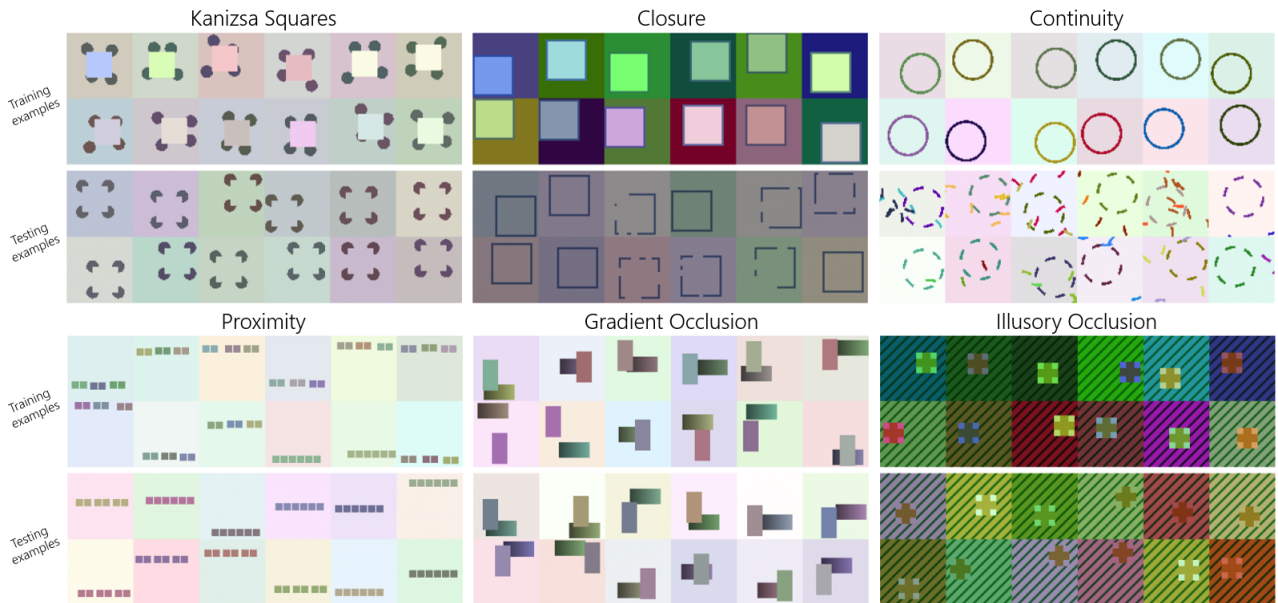 Kanizsa Squares
Closure
Continuity
Training
examples
Testing
examples
Proximity
Gradient Occlusion
Illusory Occlusion
Training
examples
Testing
examples